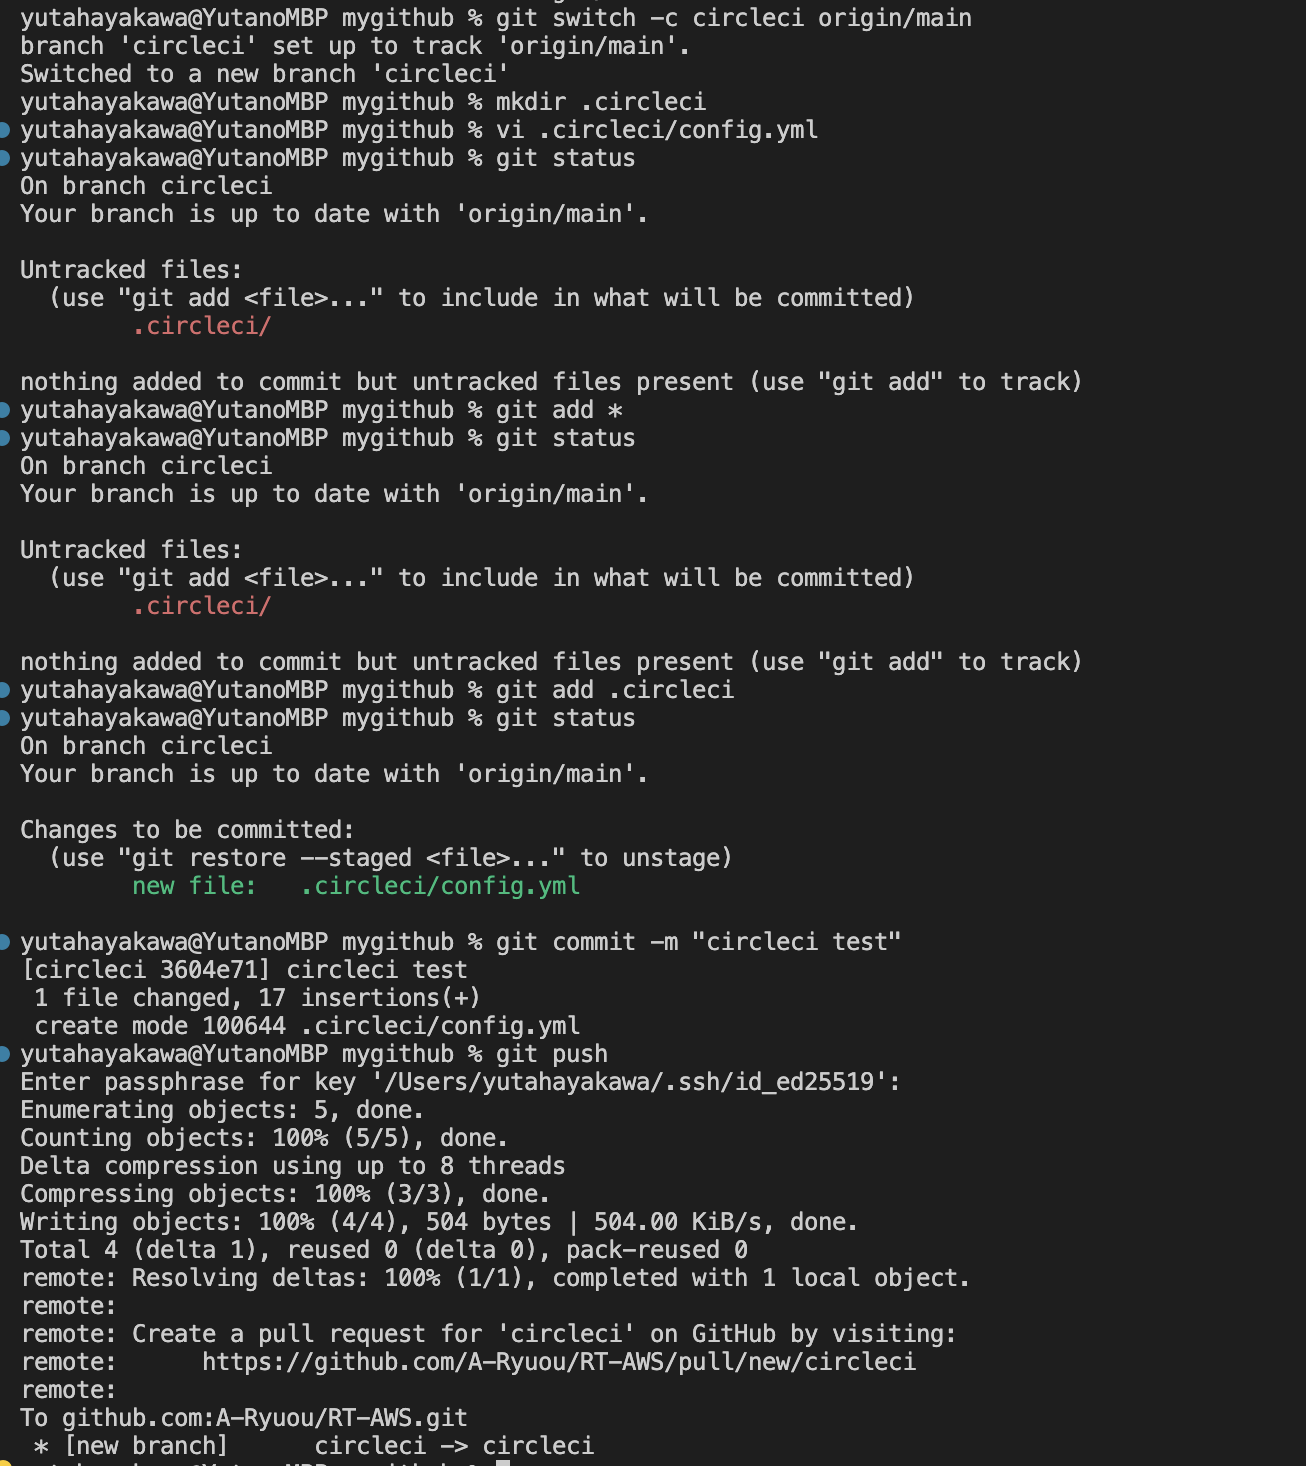 yutahayakawa@YutanoMBP mygithub % git switch -c circleci origin/main
branch 'circleci' set up to track 'origin/main'.
Switched to a new branch 'circleci'
yutahayakawa@YutanoMBP mygithub % mkdir .circleci
yutahayakawa@YutanoMBP mygithub % vi .circleci/config.yml
yutahayakawa@YutanoMBP mygithub % git status
On branch circleci
Your branch is up to date with 'origin/main'.

Untracked files:
  (use "git add <file>..." to include in what will be committed)
        .circleci/

nothing added to commit but untracked files present (use "git add" to track)
yutahayakawa@YutanoMBP mygithub % git add *
yutahayakawa@YutanoMBP mygithub % git status
On branch circleci
Your branch is up to date with 'origin/main'.

Untracked files:
  (use "git add <file>..." to include in what will be committed)
        .circleci/

nothing added to commit but untracked files present (use "git add" to track)
yutahayakawa@YutanoMBP mygithub % git add .circleci
yutahayakawa@YutanoMBP mygithub % git status
On branch circleci
Your branch is up to date with 'origin/main'.

Changes to be committed:
  (use "git restore --staged <file>..." to unstage)
        new file:   .circleci/config.yml

yutahayakawa@YutanoMBP mygithub % git commit -m "circleci test"
[circleci 3604e71] circleci test
 1 file changed, 17 insertions(+)
 create mode 100644 .circleci/config.yml
yutahayakawa@YutanoMBP mygithub % git push
Enter passphrase for key '/Users/yutahayakawa/.ssh/id_ed25519':
Enumerating objects: 5, done.
Counting objects: 100% (5/5), done.
Delta compression using up to 8 threads
Compressing objects: 100% (3/3), done.
Writing objects: 100% (4/4), 504 bytes | 504.00 KiB/s, done.
Total 4 (delta 1), reused 0 (delta 0), pack-reused 0
remote: Resolving deltas: 100% (1/1), completed with 1 local object.
remote:
remote: Create a pull request for 'circleci' on GitHub by visiting:
remote:      https://github.com/A-Ryuou/RT-AWS/pull/new/circleci
remote:
To github.com:A-Ryuou/RT-AWS.git
 * [new branch]      circleci -> circleci